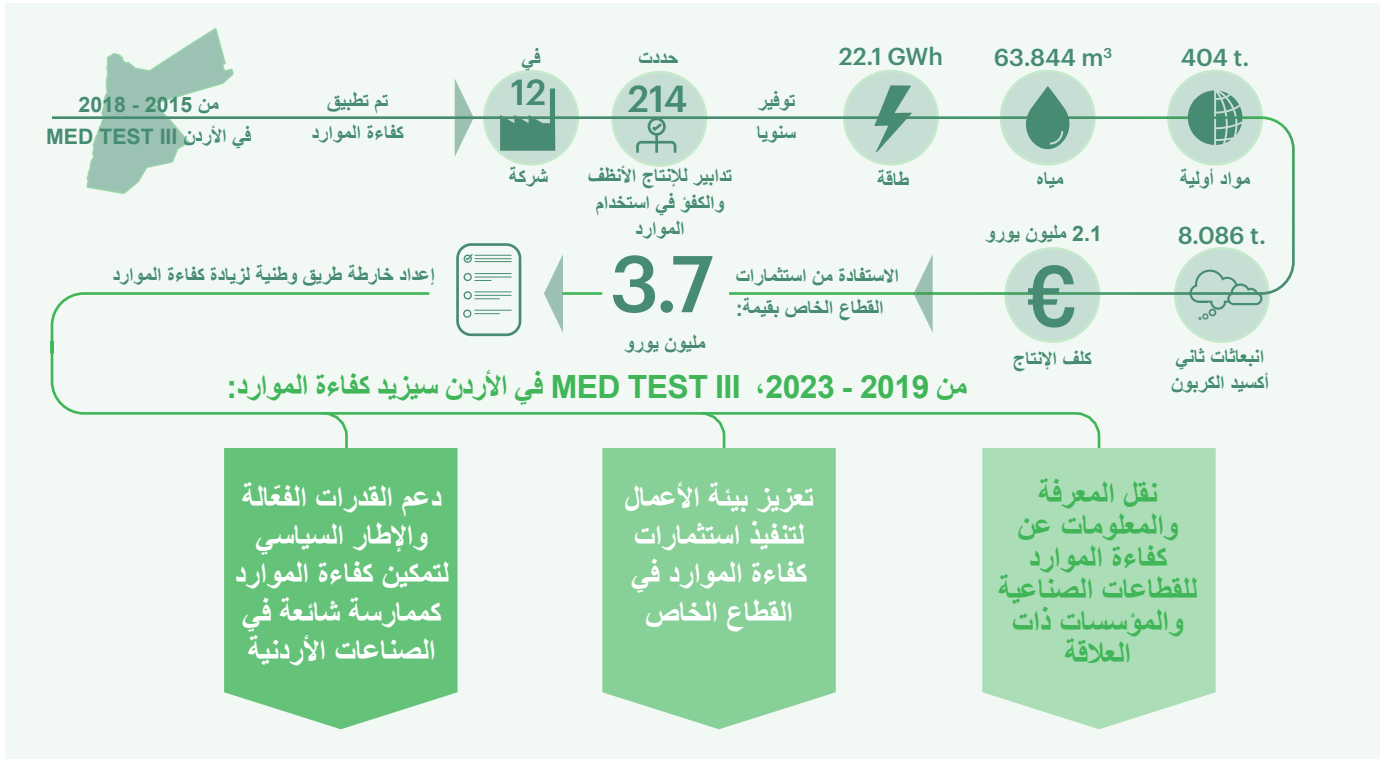 من 2015 - 2018
في الأردن MED TEST III
تم تطبيق
كفاءة الموارد
في
12
شركة
حددت
214
تدابير للإنتاج الأنظف
والكفؤ في استخدام
الموارد
توفير
سنويا
22.1 GWh
طاقة
63.844 m³
مياه
404 t.
مواد أولية
8.086 t.
انبعاثات ثاني
أكسيد الكربون
2.1 مليون يورو
€
كلف الإنتاج
الاستفادة من استثمارات
القطاع الخاص بقيمة:
3.7
مليون يورو
إعداد خارطة طريق وطنية لزيادة كفاءة الموارد
من 2019 - 2023، MED TEST III في الأردن سيزيد كفاءة الموارد:
نقل المعرفة
والمعلومات عن
كفاءة الموارد
للقطاعات الصناعية
والمؤسسات ذات
العلاقة
تعزيز بيئة الأعمال
لتنفيذ استثمارات
كفاءة الموارد في
القطاع الخاص
دعم القدرات الفعّالة
والإطار السياسي
لتمكين كفاءة الموارد
كممارسة شائعة في
الصناعات الأردنية